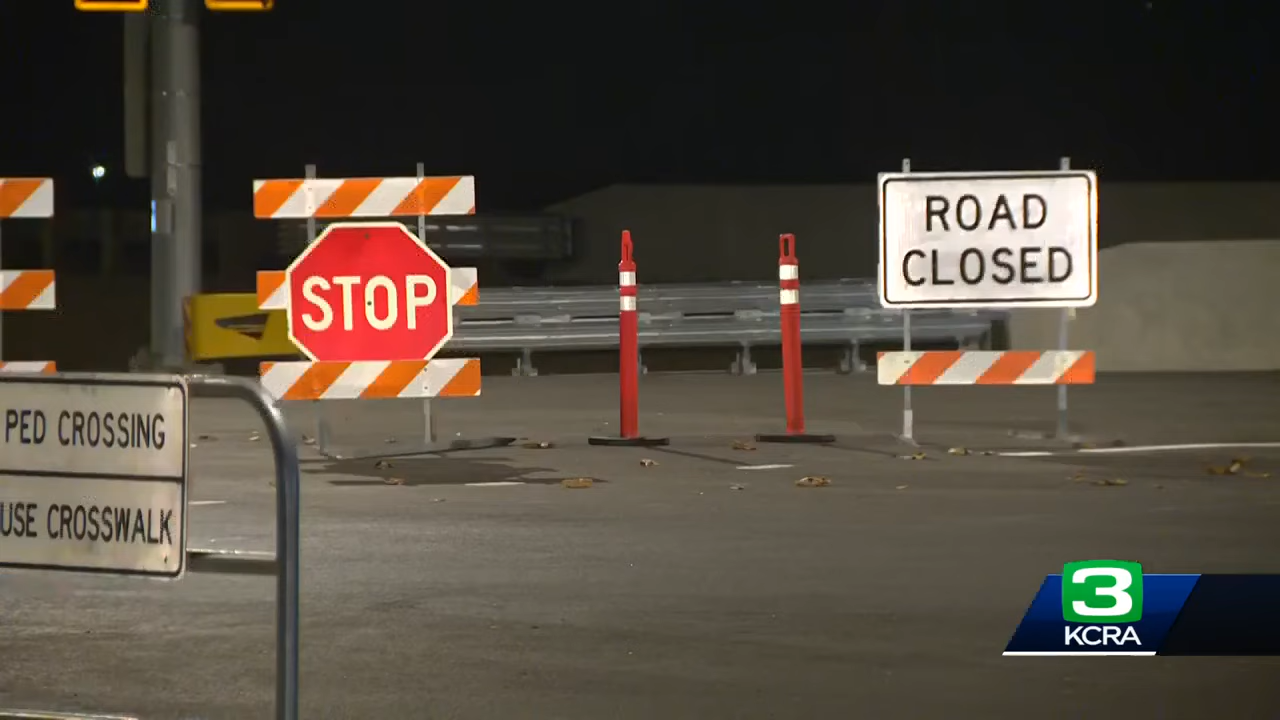 STOP
ROAD
CLOSED
PED CROSSING
USE CROSSWALK
3
KCRA